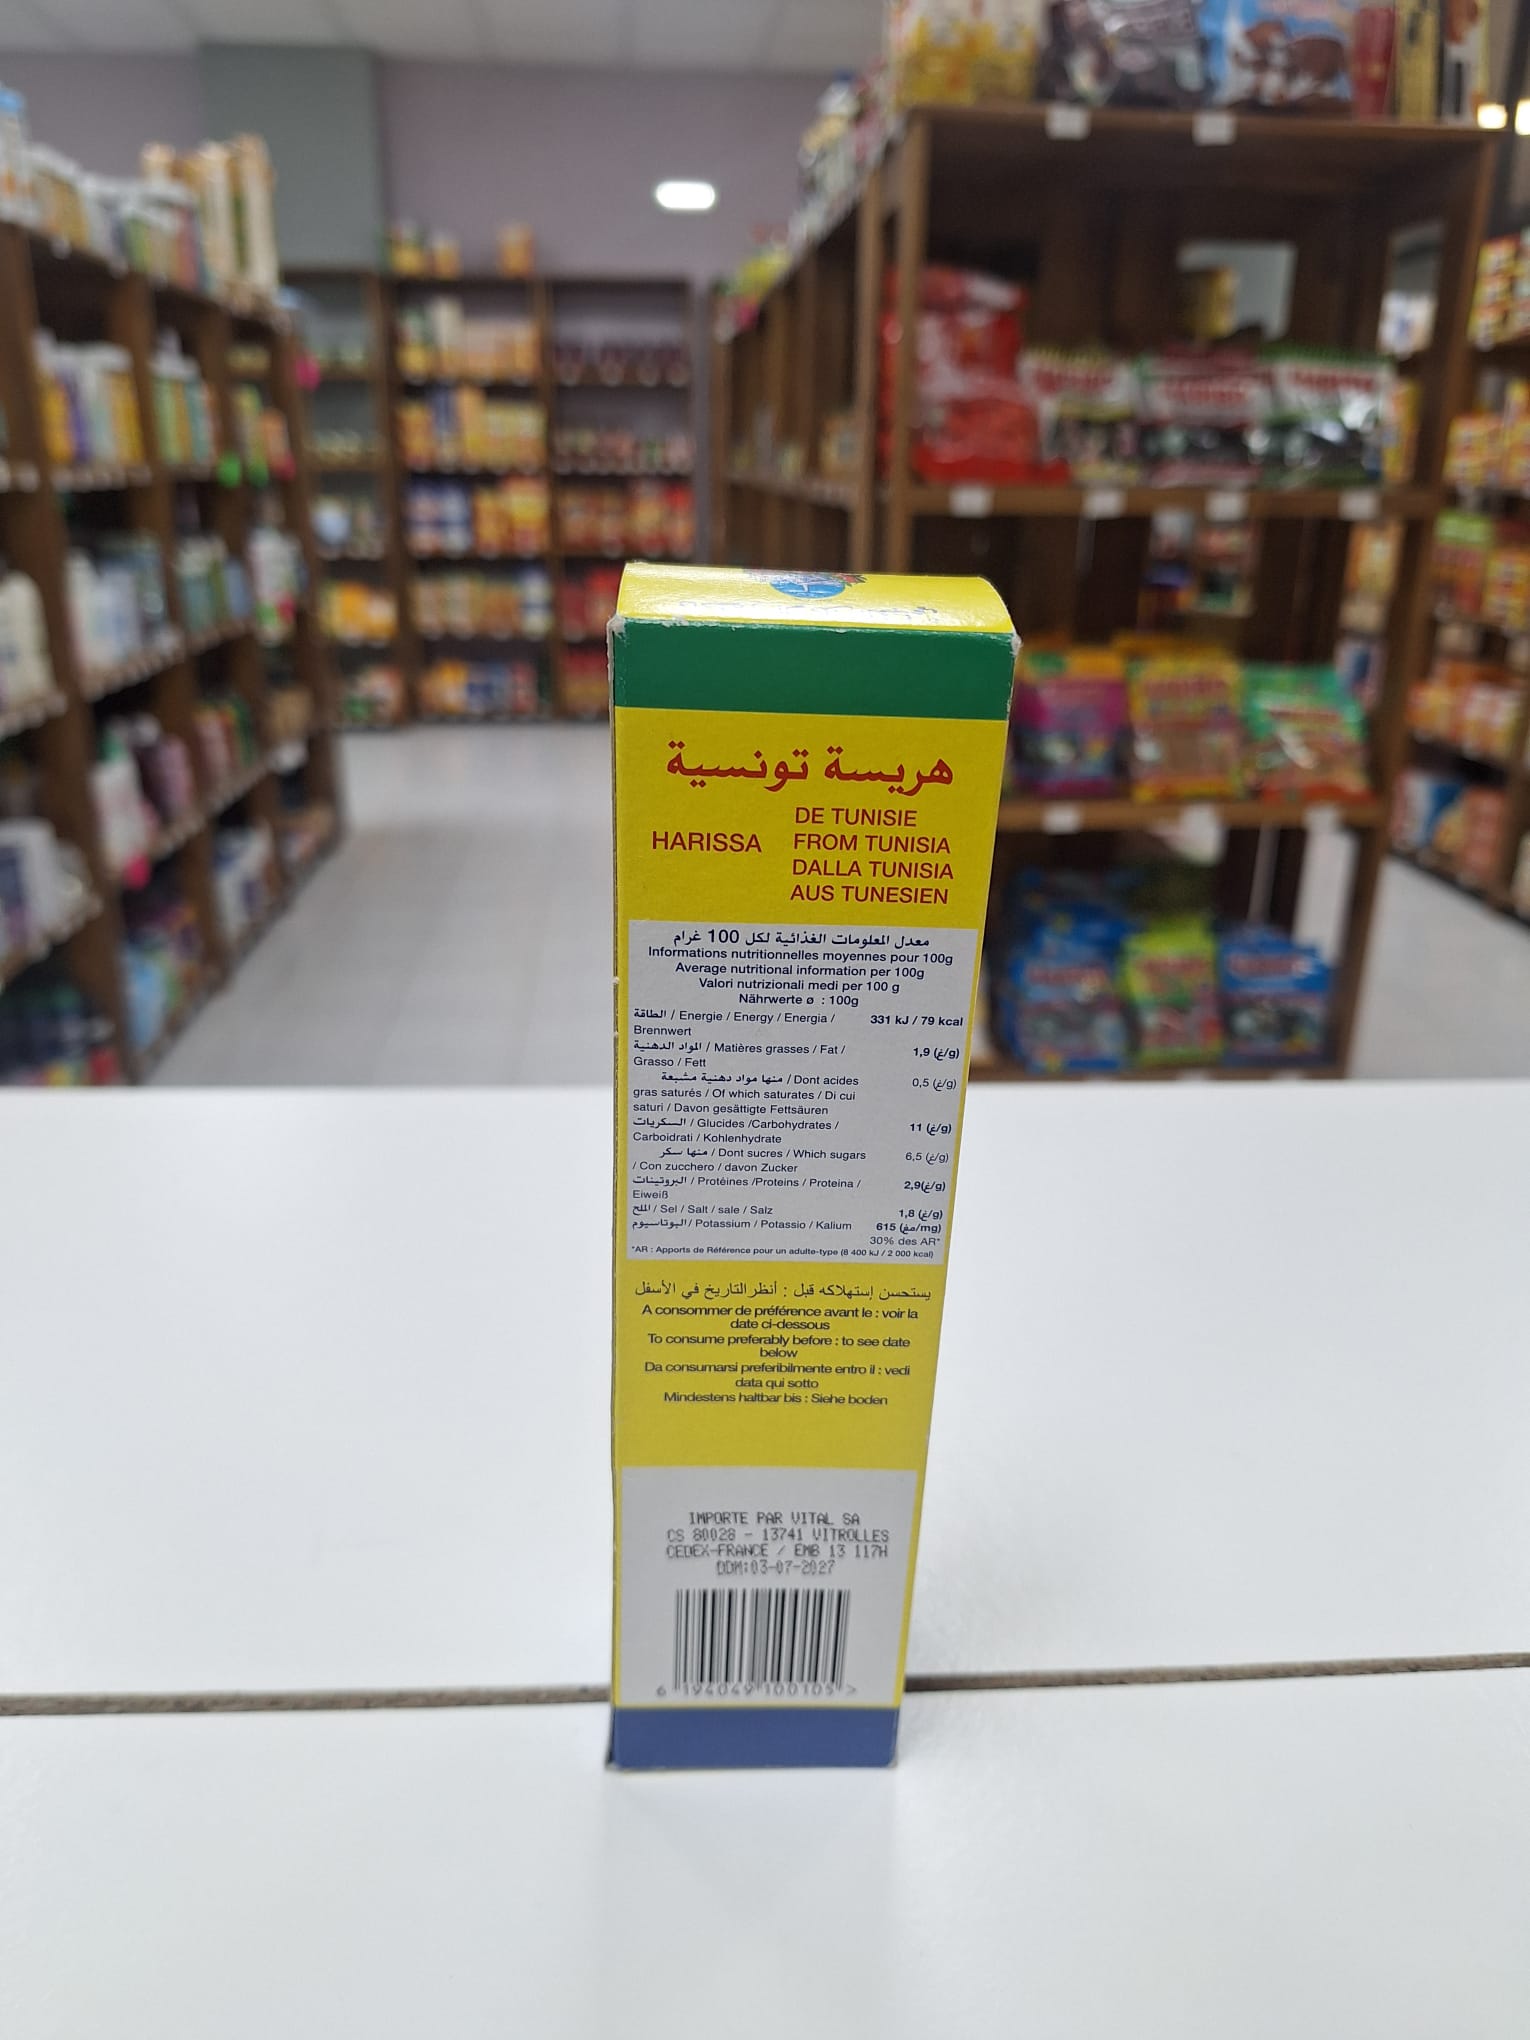 هريسة تونسية
HARISSA
DE TUNISIE
FROM TUNISIA
DALLA TUNISIA
AUS TUNESIEN
معدل المعلومات الغذائية لكل 100 غرام
Informations nutritionnelles moyennes pour 100g
Average nutritional information per 100g
Valori nutrizionali medi per 100 g
Nährwerte ø : 100g
الطاقة / Energie / Energy / Energia / 331 kJ / 79 kcal
Brennwert
المواد الدهنية / Matières grasses / Fat / 1,9 (غ/g)
Grasso / Fett
منها مواد دهنية مشبعة / Dont acides 0,5 (غ/g)
gras saturés / Of which saturates / Di cui
saturi / Davon gesättigte Fettsäuren
السكريات / Glucides /Carbohydrates / 11 (غ/g)
Carboidrati / Kohlenhydrate
منها سكر / Dont sucres / Which sugars 6,5 (غ/g)
/ Con zucchero / davon Zucker
البروتينات / Protéines /Proteins / Proteina / 2,9(غ/g)
Eiweiß
الملح / Sel / Salt / sale / Salz 1,8 (غ/g)
البوتاسيوم/ Potassium / Potassio / Kalium 615 (مغ/mg)
30% des AR*
*AR : Apports de Référence pour un adulte-type (8 400 kJ / 2 000 kcal)
يستحسن إستهلاكه قبل : أنظر التاريخ في الأسفل
A consommer de préférence avant le : voir la
date ci-dessous
To consume preferably before : to see date
below
Da consumarsi preferibilmente entro il : vedi
data qui sotto
Mindestens haltbar bis : Siehe boden
IMPORTE PAR VITAL SA
CS 80028 - 13741 VITROLLES
CEDEX-FRANCE / EMB 13 117H
DDM:03-07-2027
6 194049 100105 >